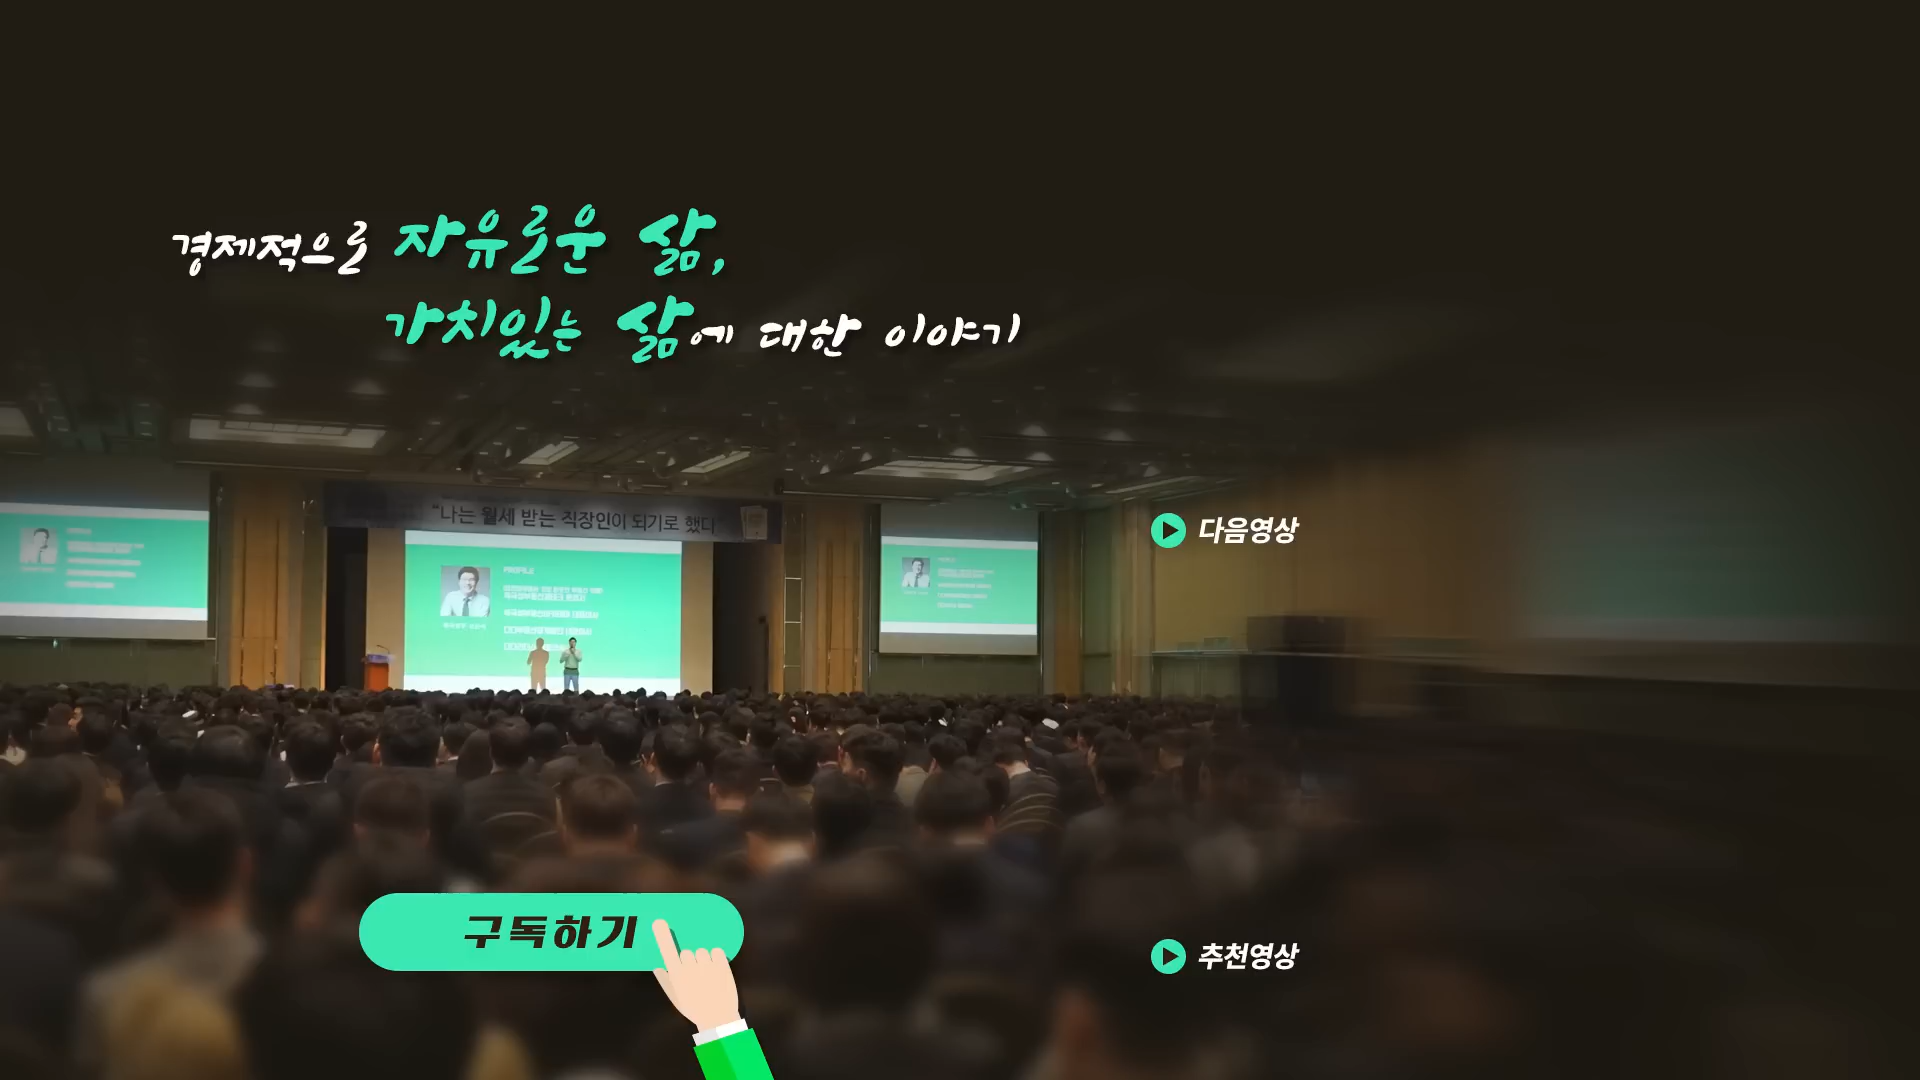 경제적으로 자유로운 삶,
가치있는 삶에 대한 이야기
"나는 월세 받는 직장인이 되기로 했다"
PROFILE
다음영상
구독하기
추천영상